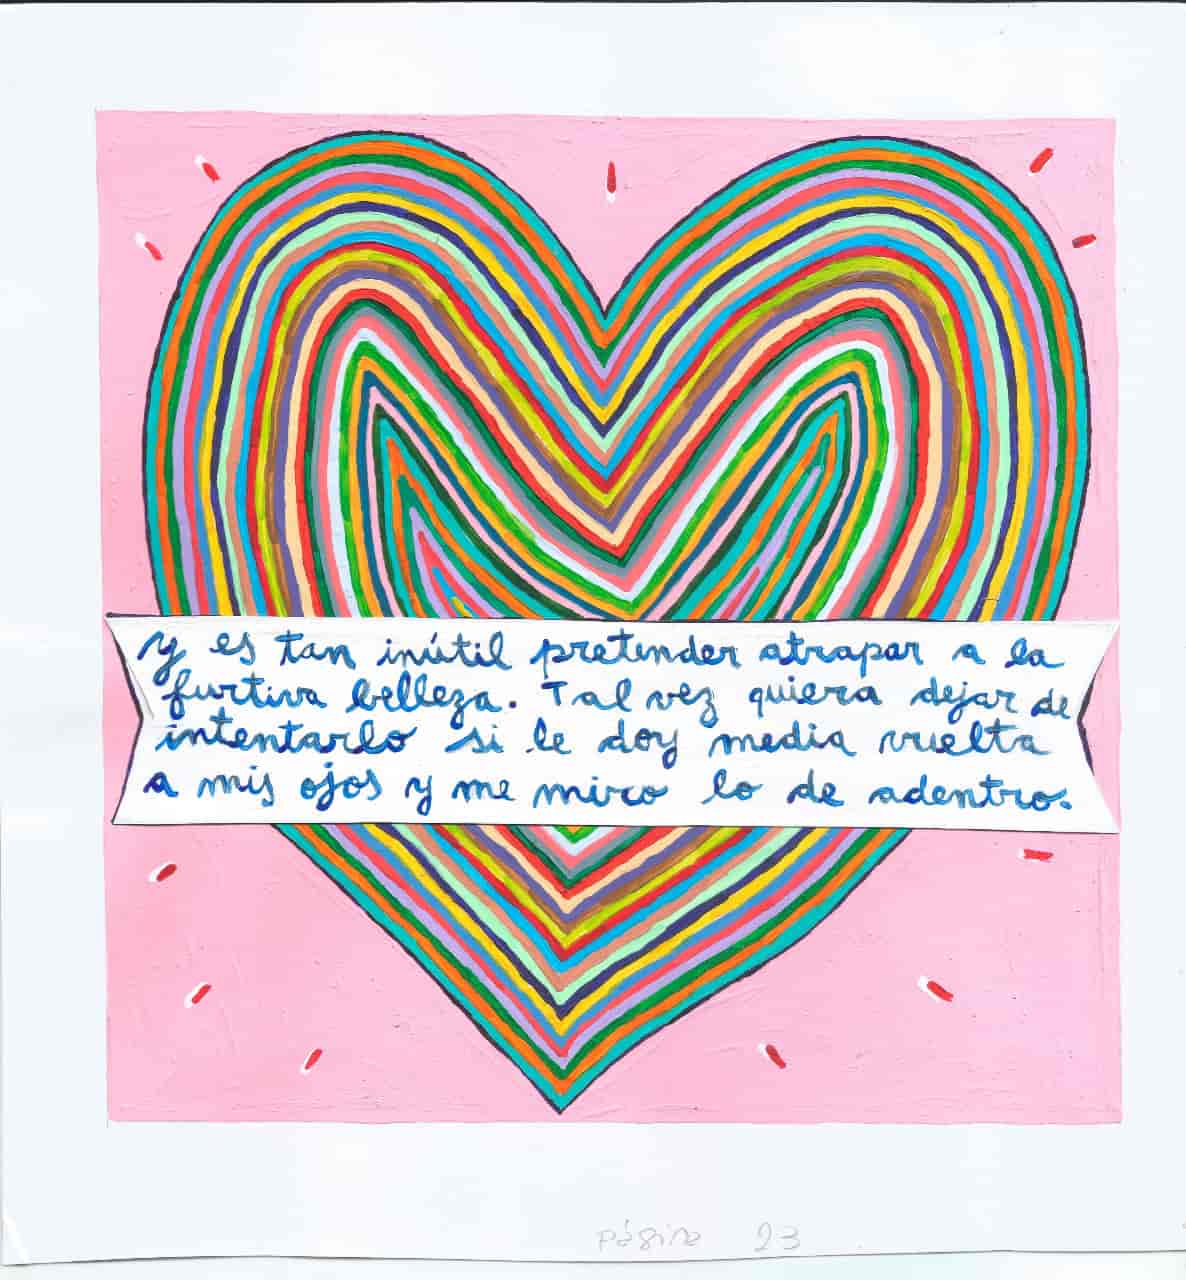 y es tan inútil pretender atrapar a la
furtiva belleza. Tal vez quiera dejar de
intentarlo si le doy media vuelta
a mis ojos y me miro lo de adentro.
página 23